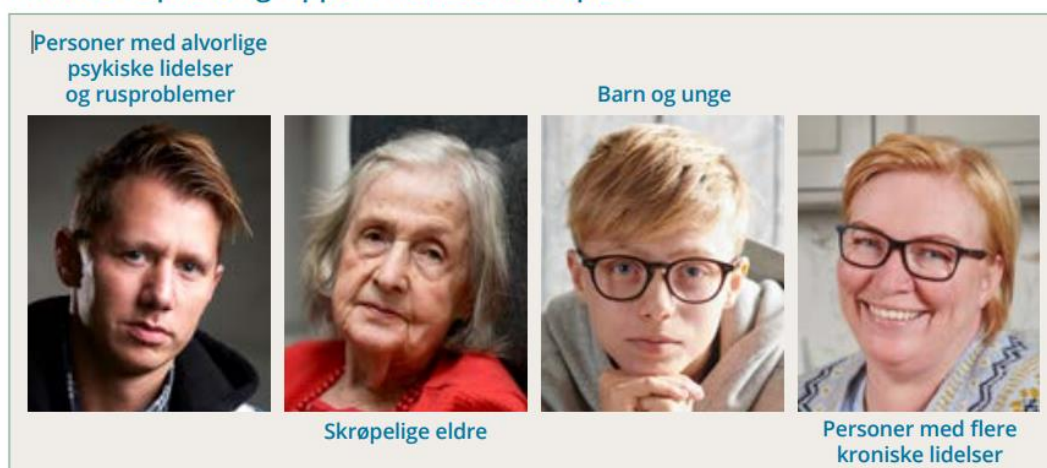 Personer med alvorlige
psykiske lidelser
og rusproblemer
Barn og unge
Skrøpelige eldre
Personer med flere
kroniske lidelser